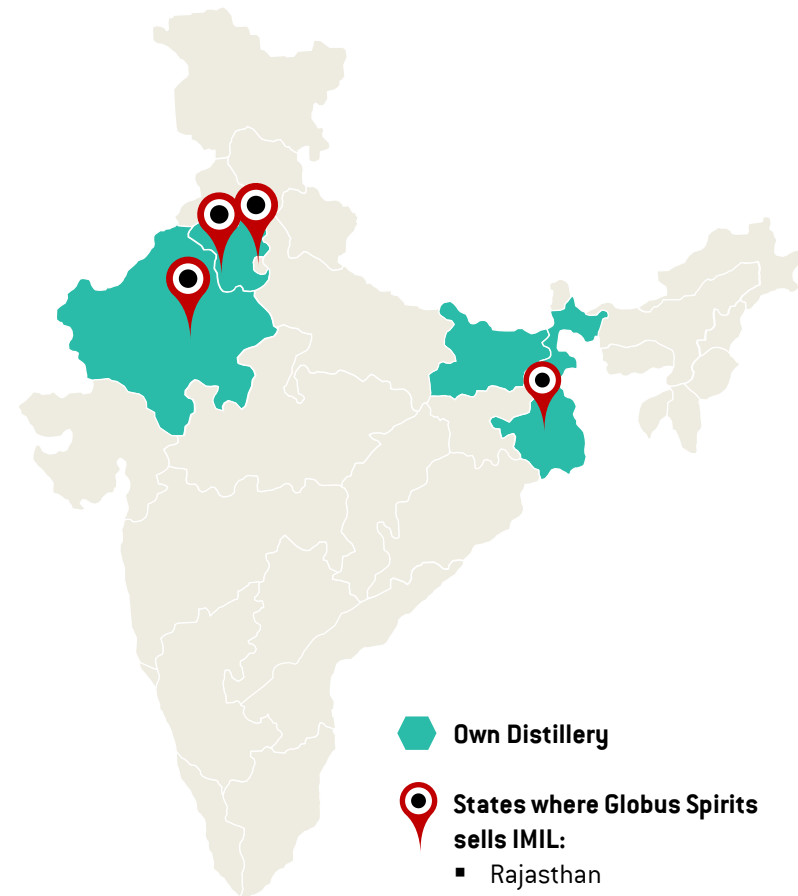 Own Distillery
States where Globus Spirits
sells IMIL:
▪ Rajasthan